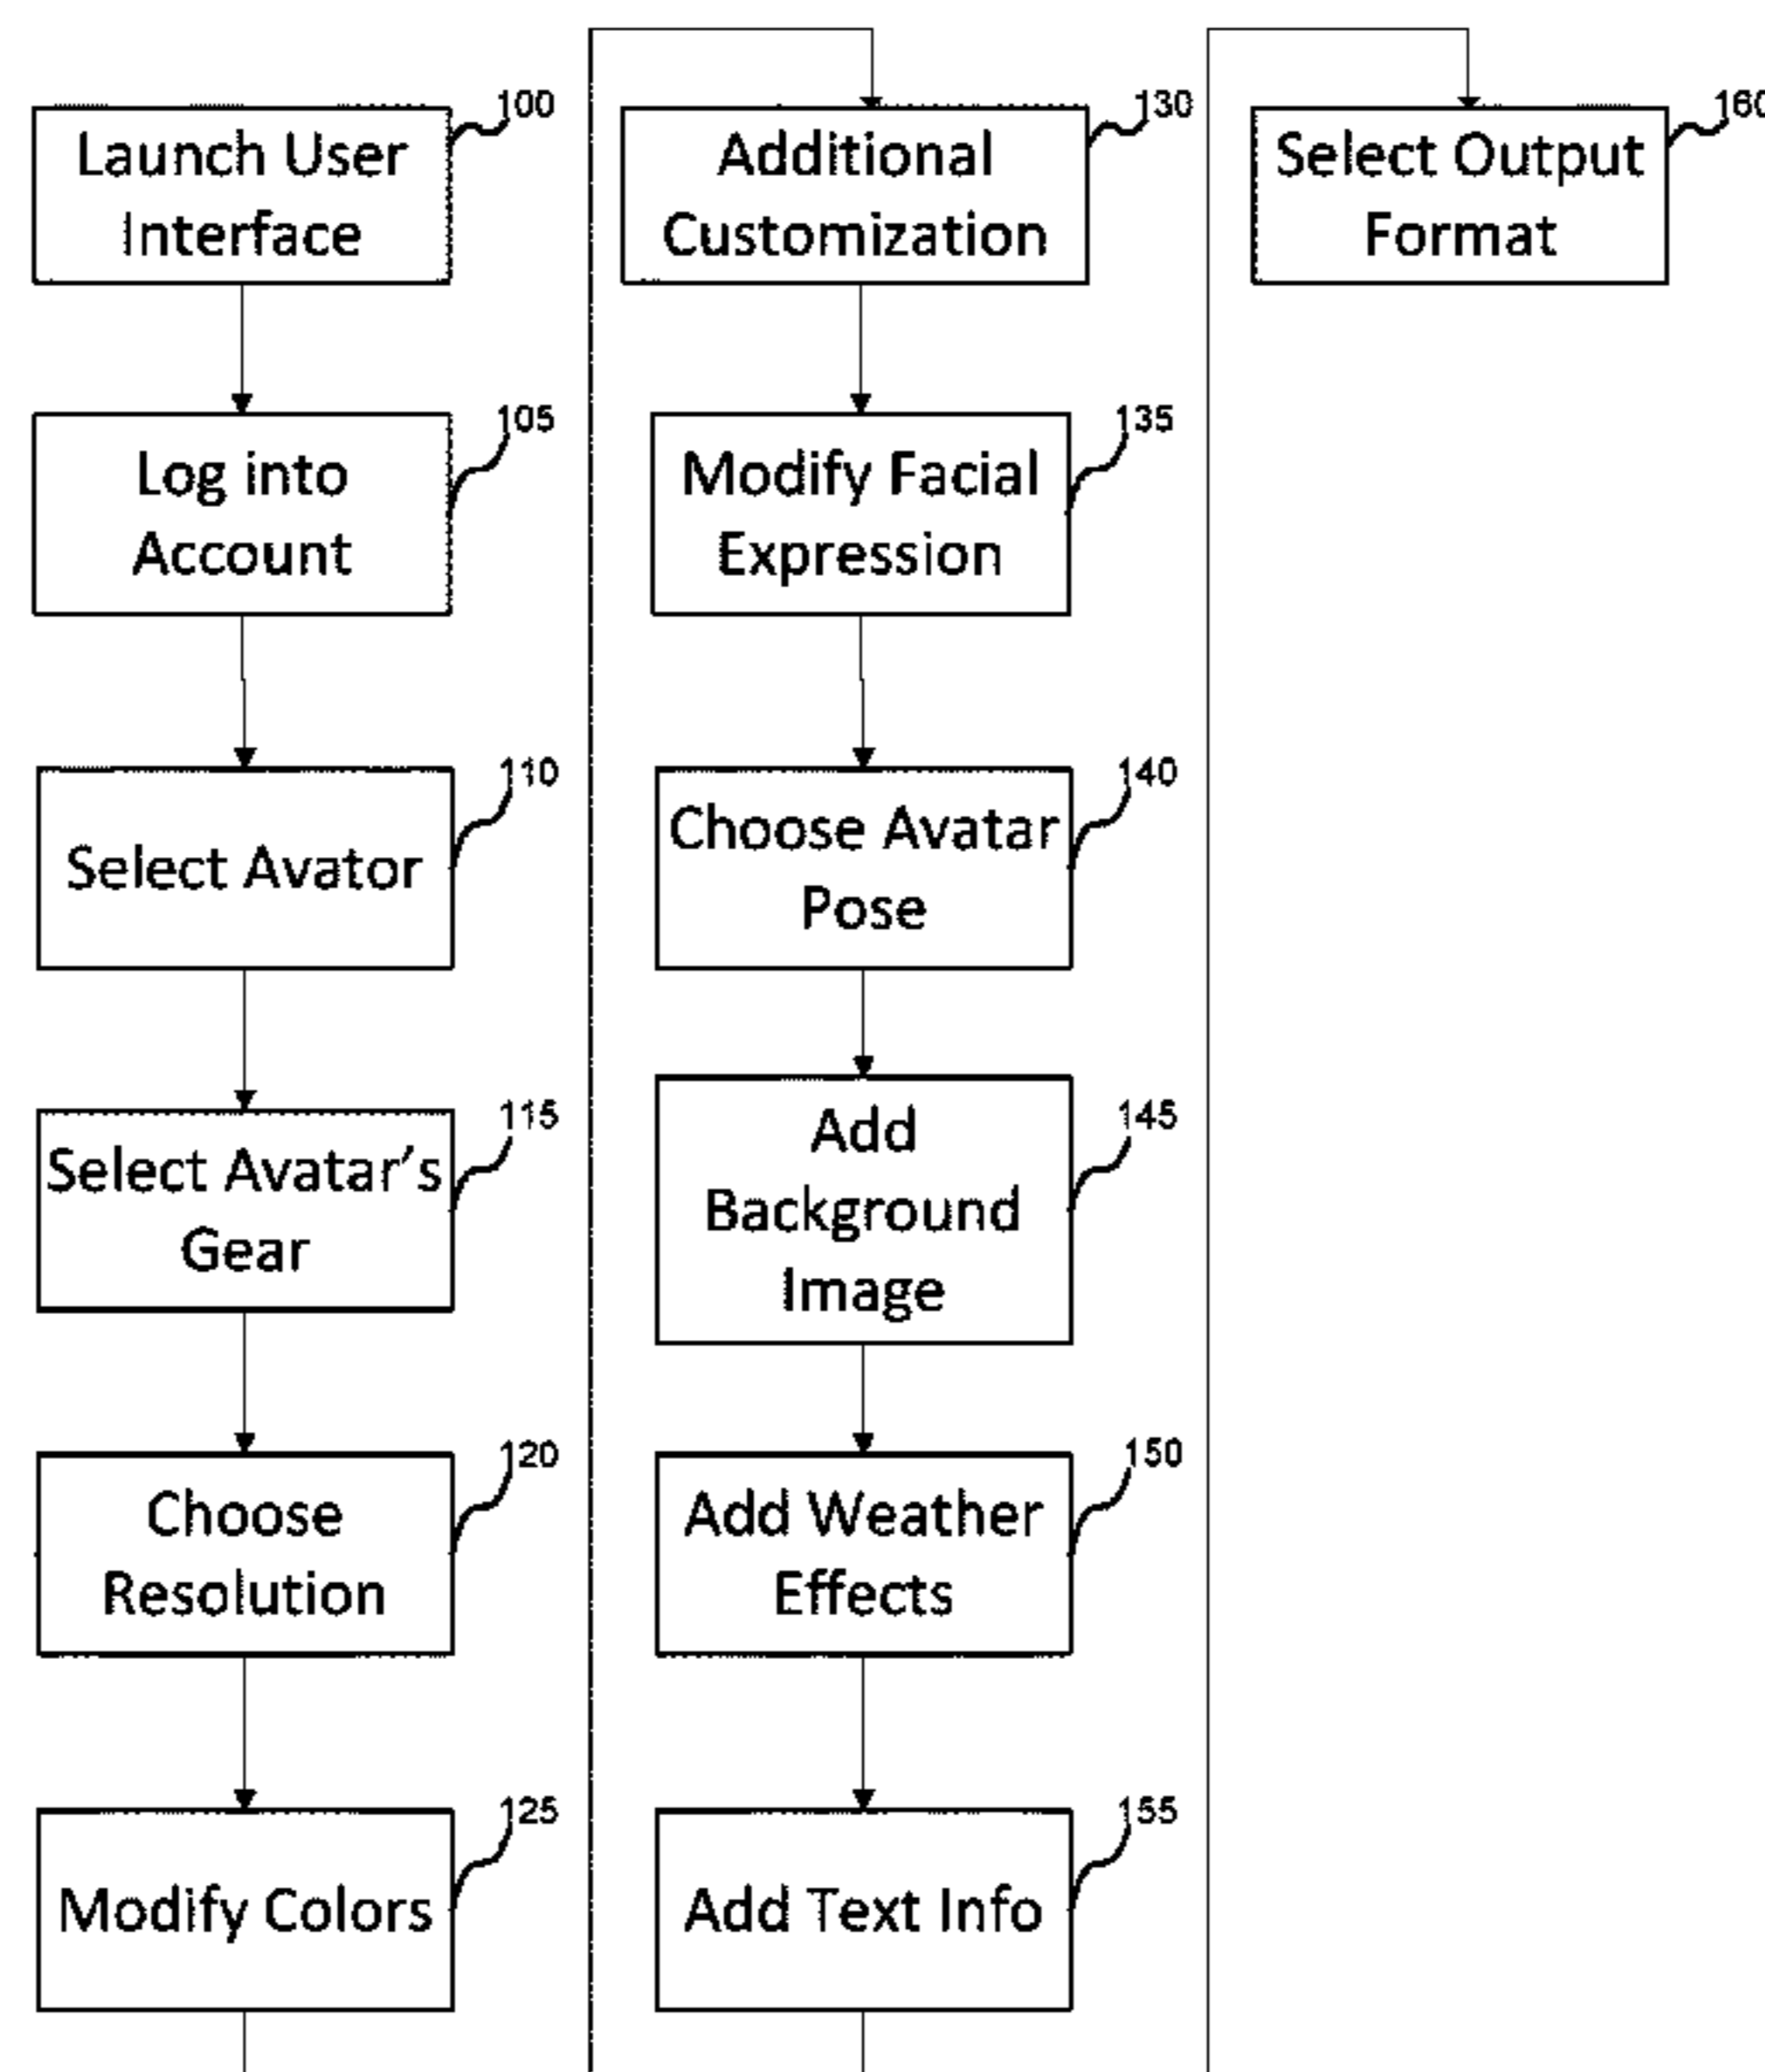 100
Launch User
Interface
105
Log into
Account
110
Select Avator
115
Select Avatar's
Gear
120
Choose
Resolution
125
Modify Colors
130
Additional
Customization
135
Modify Facial
Expression
140
Choose Avatar
Pose
145
Add
Background
Image
150
Add Weather
Effects
155
Add Text Info
160
Select Output
Format